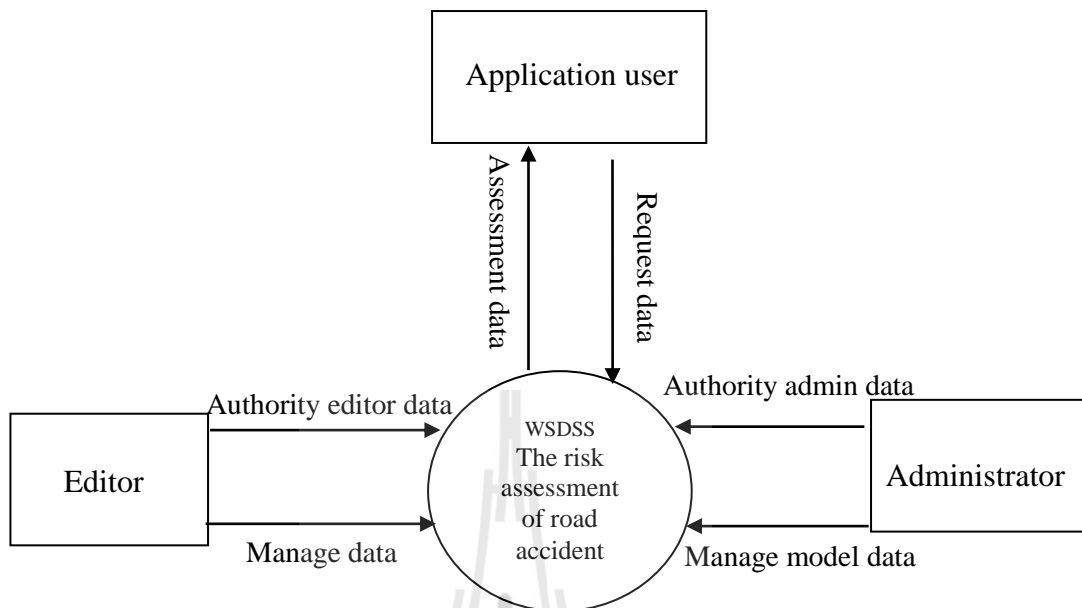 Application user
Assessment data
Request data
Authority editor data
Authority admin data
Editor
WSDSS
The risk
assessment
of road
accident
Administrator
Manage data
Manage model data